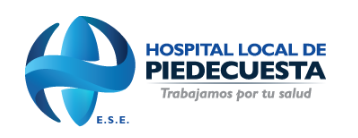 HOSPITAL LOCAL DE
PIEDECUESTA
Trabajamos por tu salud
E.S.E.